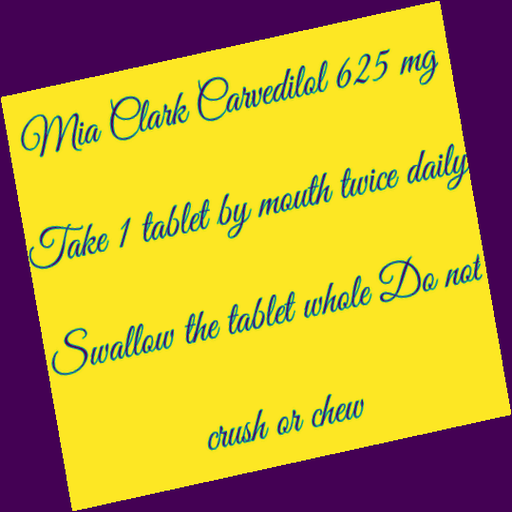 Mia Clark Carvedilol 625 mg
Take 1 tablet by mouth twice daily
Swallow the tablet whole Do not
crush or chew